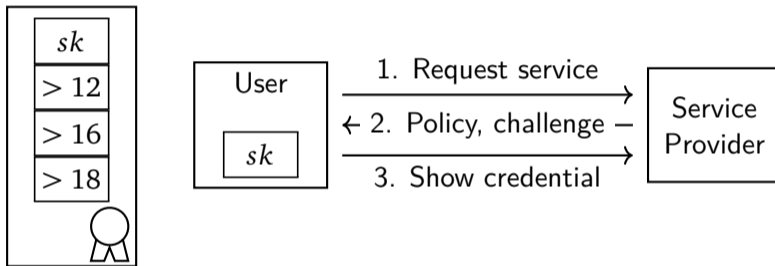 sk
> 12
> 16
> 18
User
sk
1. Request service
2. Policy, challenge
3. Show credential
Service
Provider